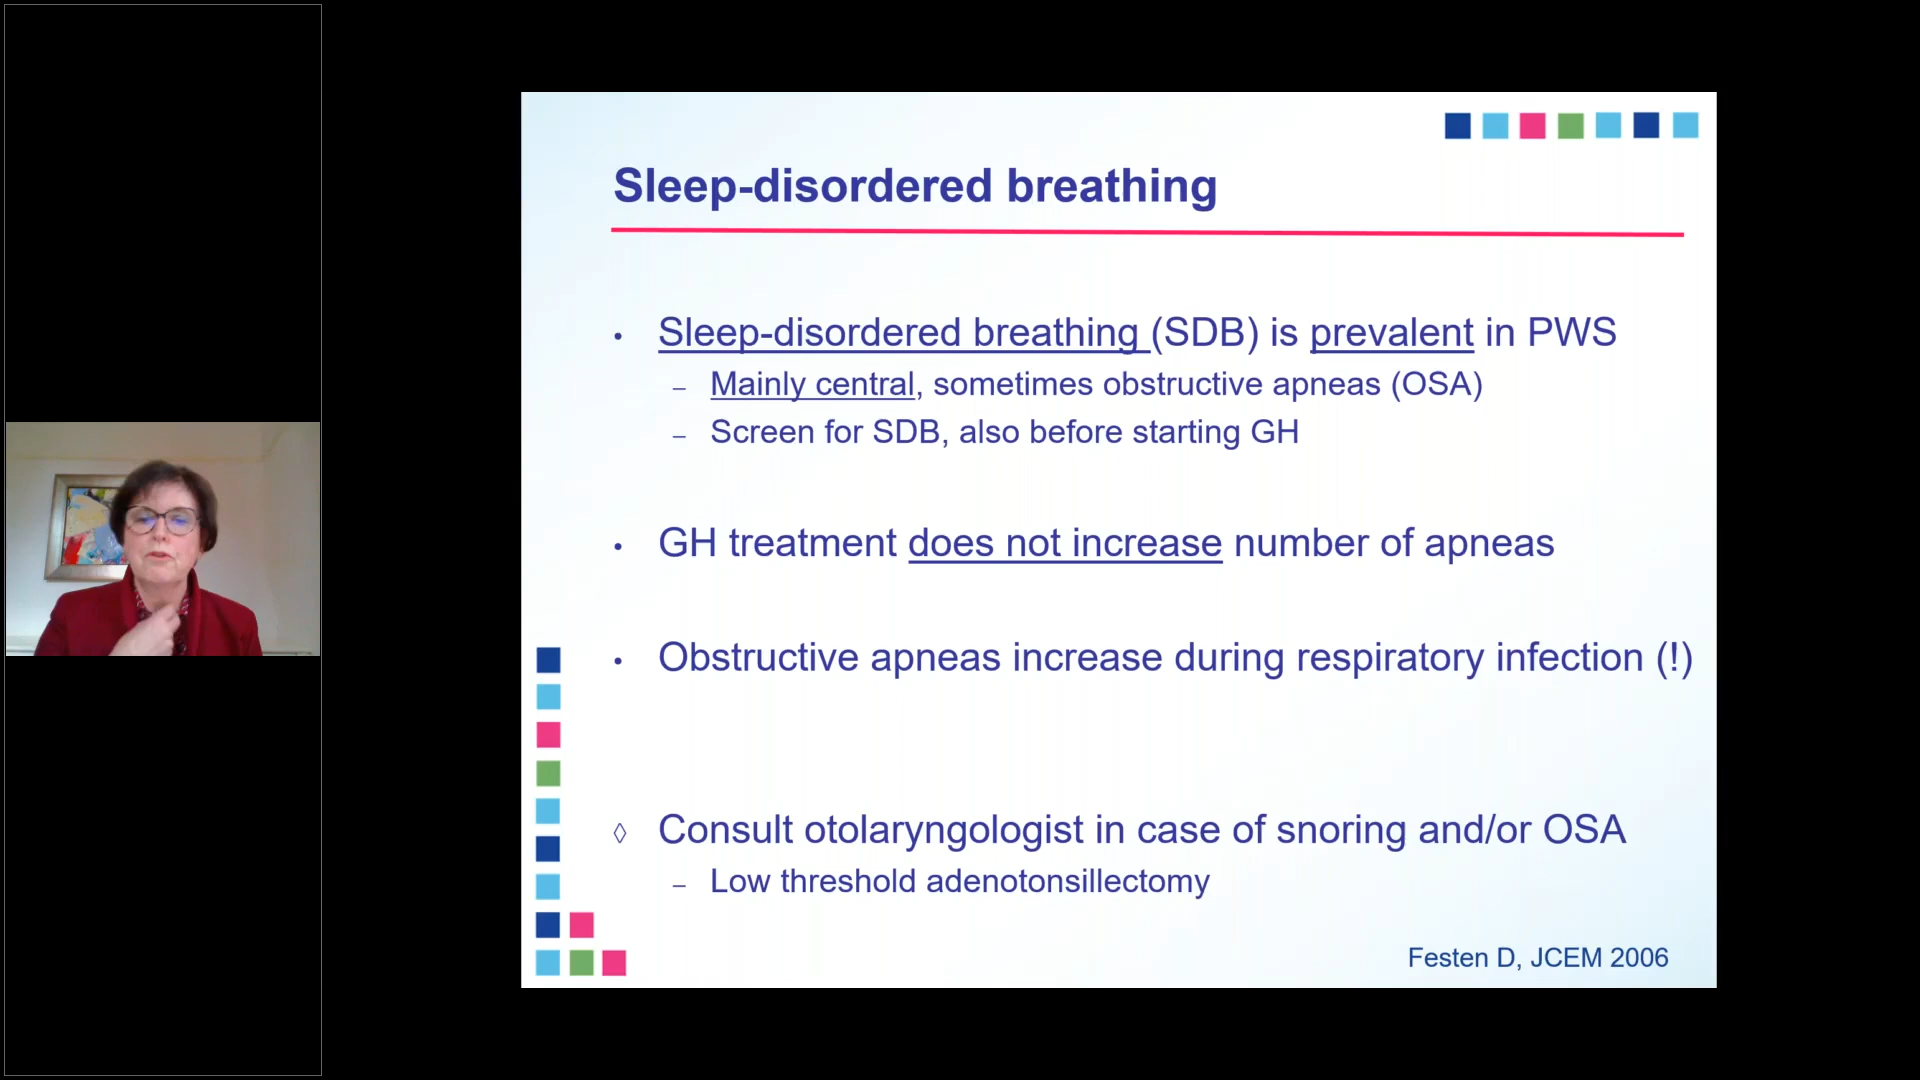 Sleep-disordered breathing
• Sleep-disordered breathing (SDB) is prevalent in PWS
– Mainly central, sometimes obstructive apneas (OSA)
– Screen for SDB, also before starting GH
• GH treatment does not increase number of apneas
• Obstructive apneas increase during respiratory infection (!)
◊ Consult otolaryngologist in case of snoring and/or OSA
– Low threshold adenotonsillectomy
Festen D, JCEM 2006